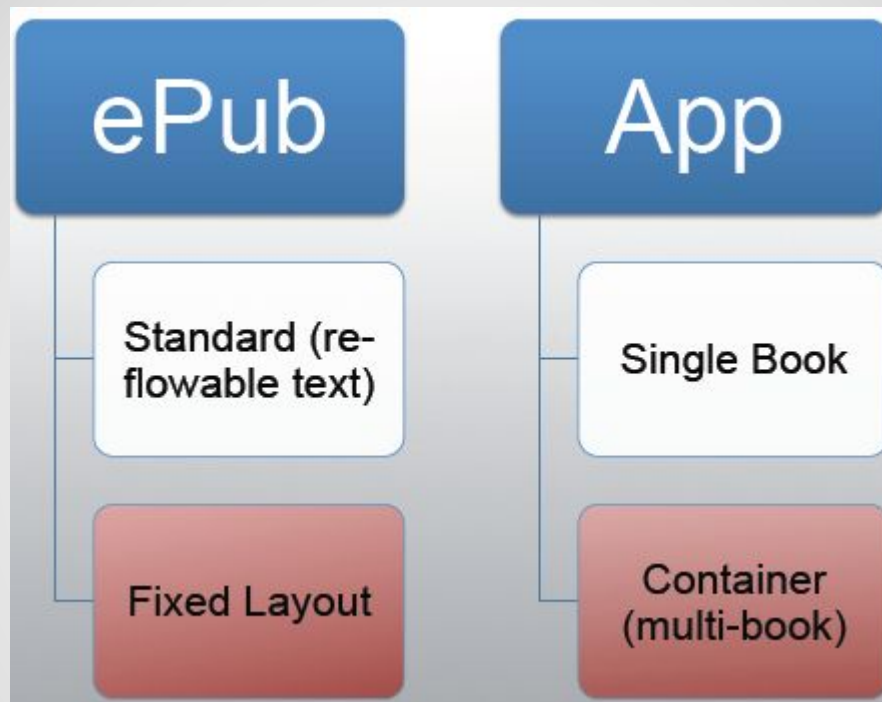 ePub
Standard (re-
flowable text)
Fixed Layout
App
Single Book
Container
(multi-book)